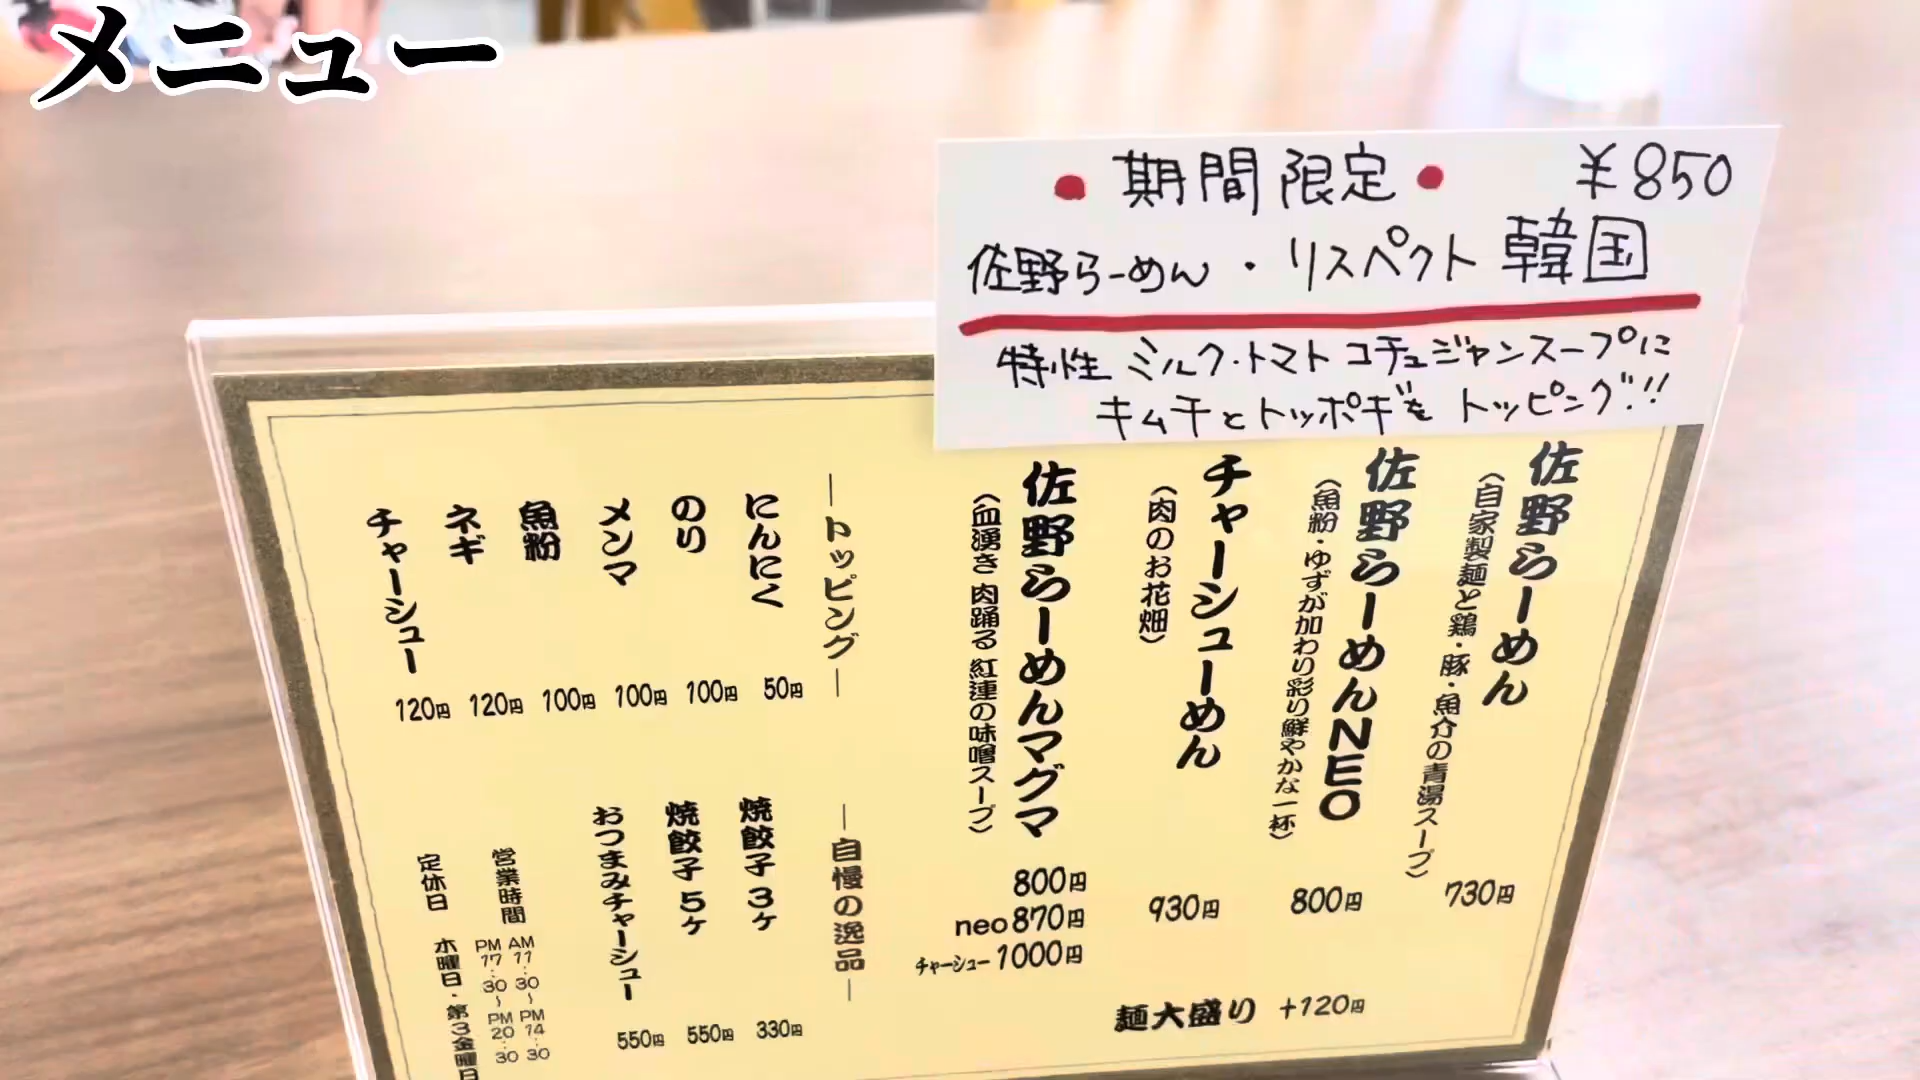 メニュー
● 期間限定 ● ¥850
佐野らーめん・リスペクト韓国
特性 ミルク・トマト コチュジャンスープに
キムチとトッポギを トッピング!!
佐野らーめん
(自家製麺と鶏・豚・魚介の青湯スープ)
730円
佐野らーめんNEO
(魚粉・ゆずが加わり彩り鮮やかな一杯)
800円
チャーシューめん
(肉のお花畑)
930円
佐野らーめんマグマ
(血湧き 肉踊る 紅連の味噌スープ)
800円
neo870円
チャーシュー1000円
麺大盛り +120円
―トッピング―
にんにく 50円
のり 100円
メンマ 100円
魚粉 100円
ネギ 120円
チャーシュー 120円
―自慢の逸品―
焼餃子 3ヶ 330円
焼餃子 5ヶ 550円
おつまみチャーシュー 550円
営業時間 AM 11:30~PM 14:30
PM 17:30~PM 20:30
定休日 木曜日・第3金曜日